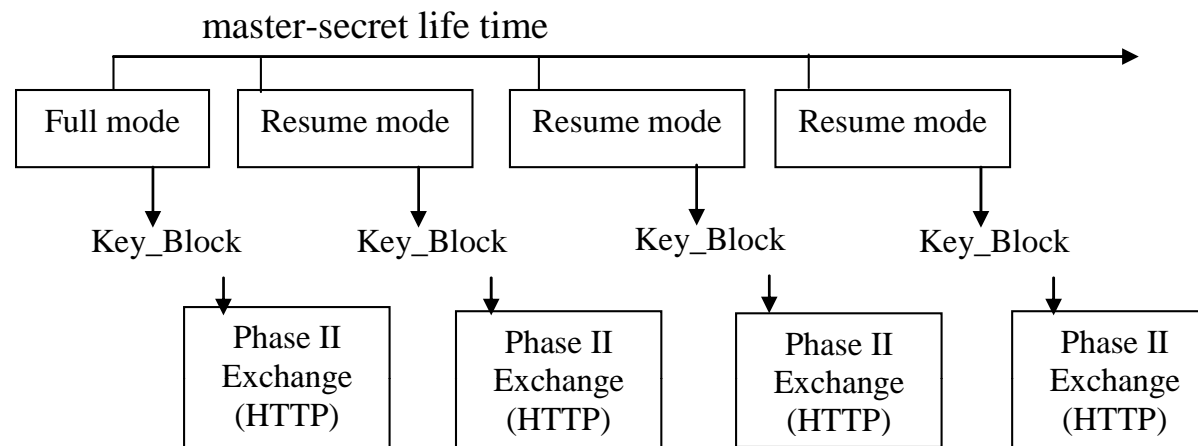 master-secret life time
Full mode
Resume mode
Resume mode
Resume mode
Key_Block
Key_Block
Key_Block
Key_Block
Phase II
Exchange
(HTTP)
Phase II
Exchange
(HTTP)
Phase II
Exchange
(HTTP)
Phase II
Exchange
(HTTP)